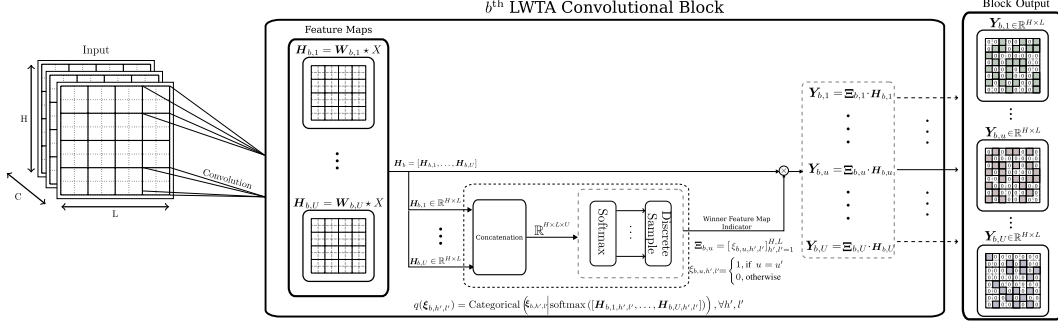 b^th LWTA Convolutional Block
Block Output
Input
H
C
L
Convolution
Feature Maps
H_{b,1} = W_{b,1} ⋆ X
H_{b,U} = W_{b,U} ⋆ X
H_b = [H_{b,1}, . . . , H_{b,U}]
H_{b,1} ∈ ℝ^{H×L}
H_{b,U} ∈ ℝ^{H×L}
Concatenation
ℝ^{H×L×U}
Softmax
. . .
Discrete Sample
Winner Feature Map
Indicator
Ξ_{b,u} = [ξ_{b,u,h′,l′}]^{H,L}_{h′,l′=1}
ξ_{b,u,h′,l′} = { 1, if u = u′
0, otherwise
q(ξ_{b,h′,l′}) = Categorical (ξ_{b,h′,l′} | softmax ([H_{b,1,h′,l′}, . . . , H_{b,U,h′,l′}])), ∀h′, l′
Y_{b,1} = Ξ_{b,1} · H_{b,1}
Y_{b,u} = Ξ_{b,u} · H_{b,u}
Y_{b,U} = Ξ_{b,U} · H_{b,U}
Y_{b,1} ∈ ℝ^{H×L}
Y_{b,u} ∈ ℝ^{H×L}
Y_{b,U} ∈ ℝ^{H×L}